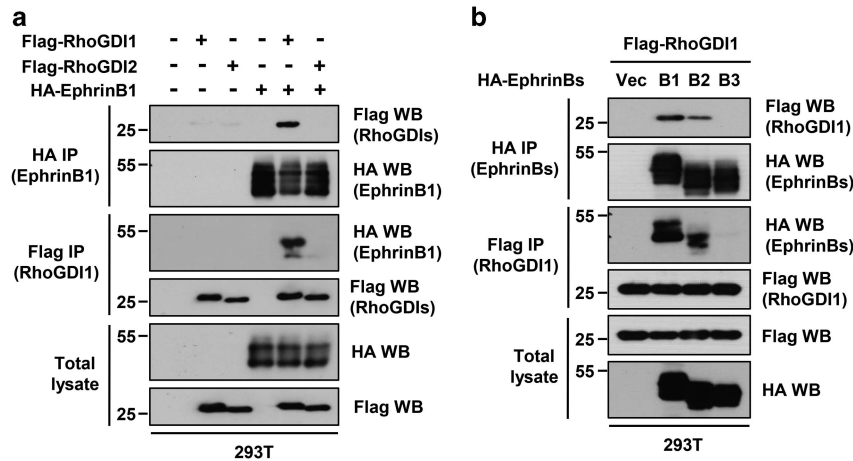 a
Flag-RhoGDI1 - + - - + -
Flag-RhoGDI2 - - + - - +
HA-EphrinB1 - - - + + +
HA IP
(EphrinB1)
25
Flag WB
(RhoGDIs)
55
HA WB
(EphrinB1)
Flag IP
(RhoGDI1)
55
HA WB
(EphrinB1)
25
Flag WB
(RhoGDIs)
Total
lysate
55
HA WB
25
Flag WB
293T
b
Flag-RhoGDI1
HA-EphrinBs Vec B1 B2 B3
HA IP
(EphrinBs)
25
Flag WB
(RhoGDI1)
55
HA WB
(EphrinBs)
Flag IP
(RhoGDI1)
55
HA WB
(EphrinBs)
25
Flag WB
(RhoGDI1)
Total
lysate
25
Flag WB
55
HA WB
293T